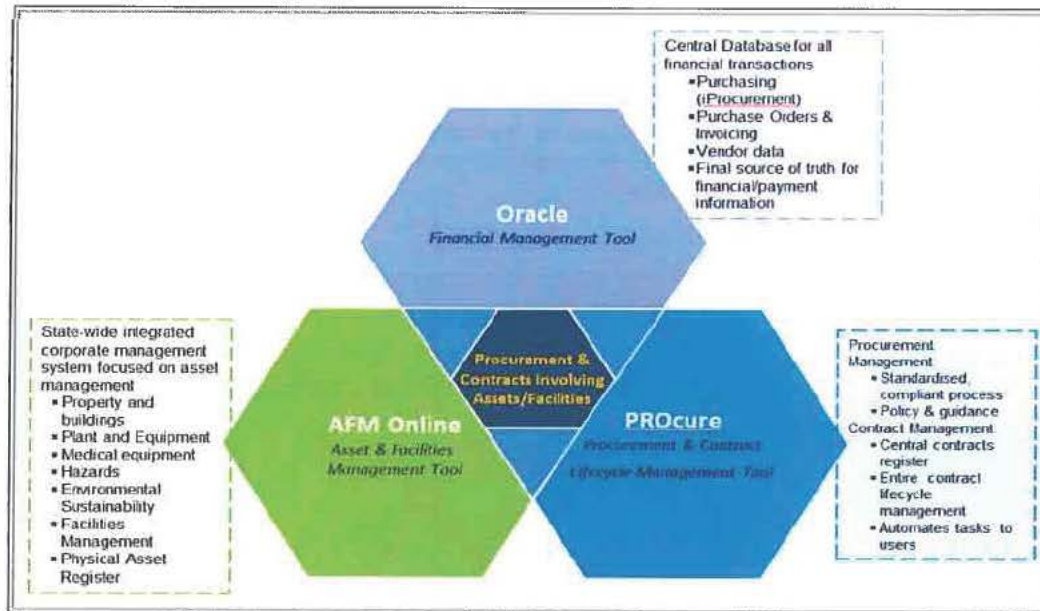 Central Database for all
financial transactions
▪Purchasing
(iProcurement)
▪Purchase Orders &
Invoicing
▪Vendor data
▪Final source of truth for
financial/payment
information
Oracle
Financial Management Tool
State-wide integrated
corporate management
system focused on asset
management
▪ Property and
buildings
▪ Plant and Equipment
▪ Medical equipment
▪ Hazards
▪ Environmental
Sustainability
▪ Facilities
Management
▪ Physical Asset
Register
AFM Online
Asset & Facilities
Management Tool
Procurement &
Contracts Involving
Assets/Facilities
PROcure
Procurement & Contract
Lifecycle Management Tool
Procurement
Management
▪ Standardised,
compliant process
▪ Policy & guidance
Contract Management
▪ Central contracts
register
▪ Entire contract
lifecycle
management
▪ Automates tasks to
users